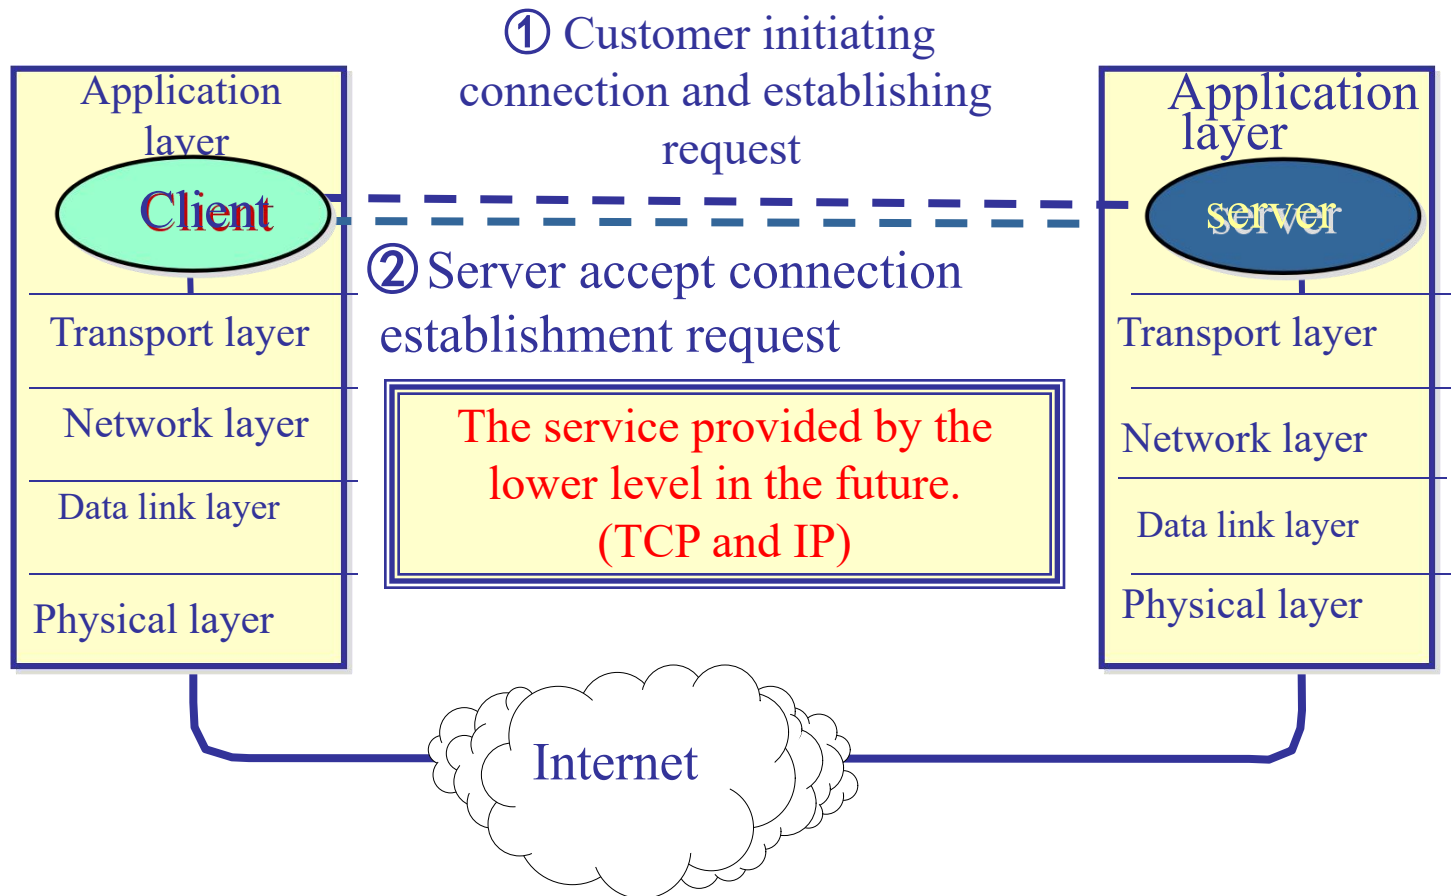 ① Customer initiating
connection and establishing
request
Application
layer
Client
Transport layer
Network layer
Data link layer
Physical layer
② Server accept connection
establishment request
The service provided by the
lower level in the future.
(TCP and IP)
Application
layer
server
Transport layer
Network layer
Data link layer
Physical layer
Internet